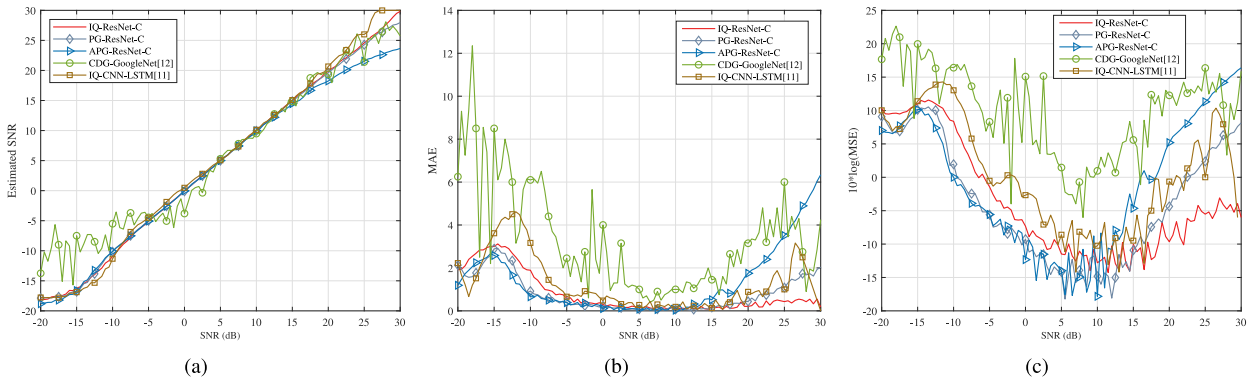 30
25
20
15
10
5
0
-5
-10
-15
-20
Estimated SNR
IQ-ResNet-C
PG-ResNet-C
APG-ResNet-C
CDG-GoogleNet[12]
IQ-CNN-LSTM[11]
-20 -15 -10 -5 0 5 10 15 20 25 30
SNR (dB)
(a)
14
12
10
8
6
4
2
0
MAE
IQ-ResNet-C
PG-ResNet-C
APG-ResNet-C
CDG-GoogleNet[12]
IQ-CNN-LSTM[11]
-20 -15 -10 -5 0 5 10 15 20 25 30
SNR (dB)
(b)
25
20
15
10
5
0
-5
-10
-15
-20
10*log(MSE)
IQ-ResNet-C
PG-ResNet-C
APG-ResNet-C
CDG-GoogleNet[12]
IQ-CNN-LSTM[11]
-20 -15 -10 -5 0 5 10 15 20 25 30
SNR (dB)
(c)